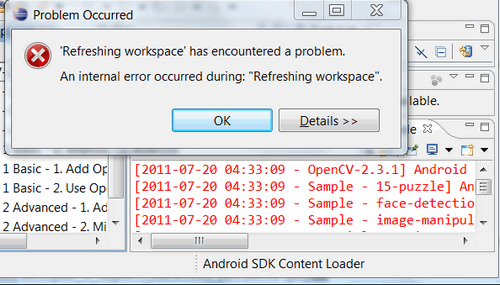 Problem Occurred
'Refreshing workspace' has encountered a problem.
An internal error occurred during: "Refreshing workspace".
OK
Details >>
lable.
le
1 Basic - 1. Add Op
1 Basic - 2. Use Op
2 Advanced - 1. Ad
2 Advanced - 2. Mi
[2011-07-20 04:33:09 - OpenCV-2.3.1] Android
[2011-07-20 04:33:09 - Sample - 15-puzzle] An
[2011-07-20 04:33:09 - Sample - face-detectio
[2011-07-20 04:33:09 - Sample - image-manipul
Android SDK Content Loader